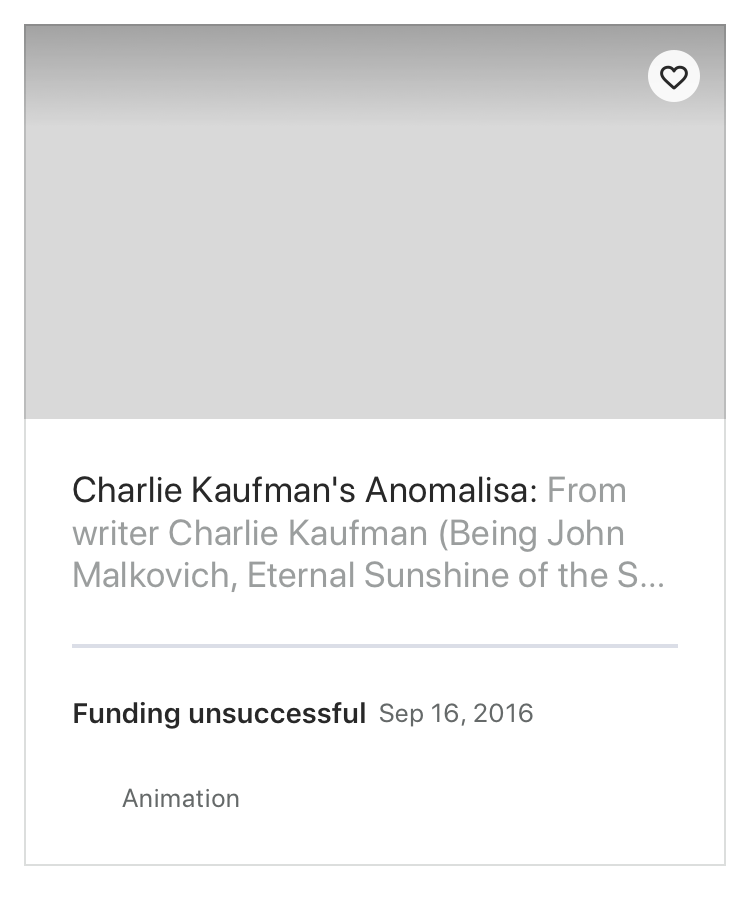 Charlie Kaufman's Anomalisa: From
writer Charlie Kaufman (Being John
Malkovich, Eternal Sunshine of the S...
Funding unsuccessful Sep 16, 2016
Animation